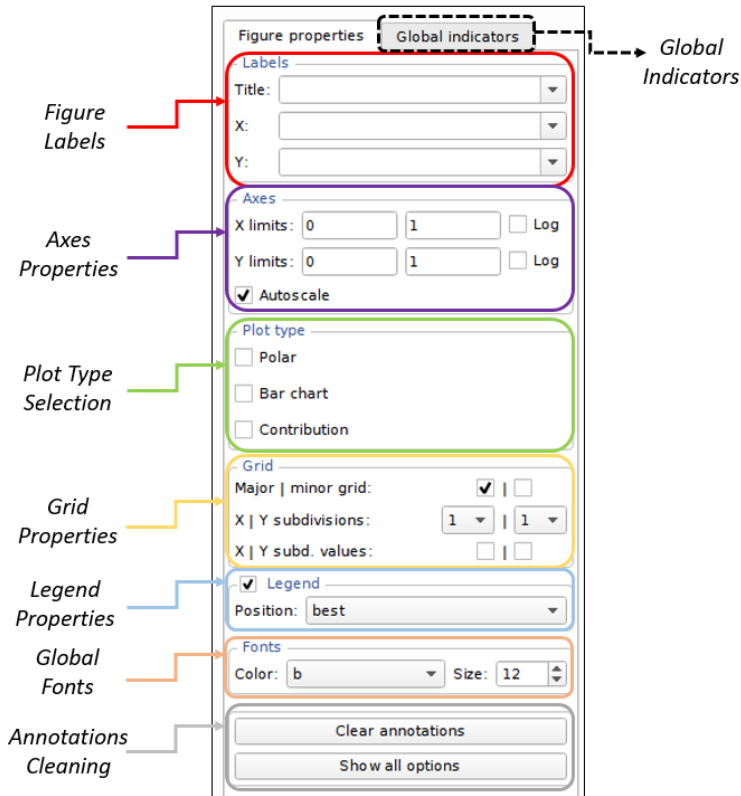 Figure properties
Global indicators
Global
Indicators
Labels
Title:
X:
Y:
Figure
Labels
Axes
X limits: 0 1 Log
Y limits: 0 1 Log
Autoscale
Axes
Properties
Plot type
Polar
Bar chart
Contribution
Plot Type
Selection
Grid
Major | minor grid: |
X | Y subdivisions: 1 | 1
X | Y subd. values: |
Grid
Properties
Legend
Position: best
Legend
Properties
Fonts
Color: b Size: 12
Global
Fonts
Clear annotations
Show all options
Annotations
Cleaning